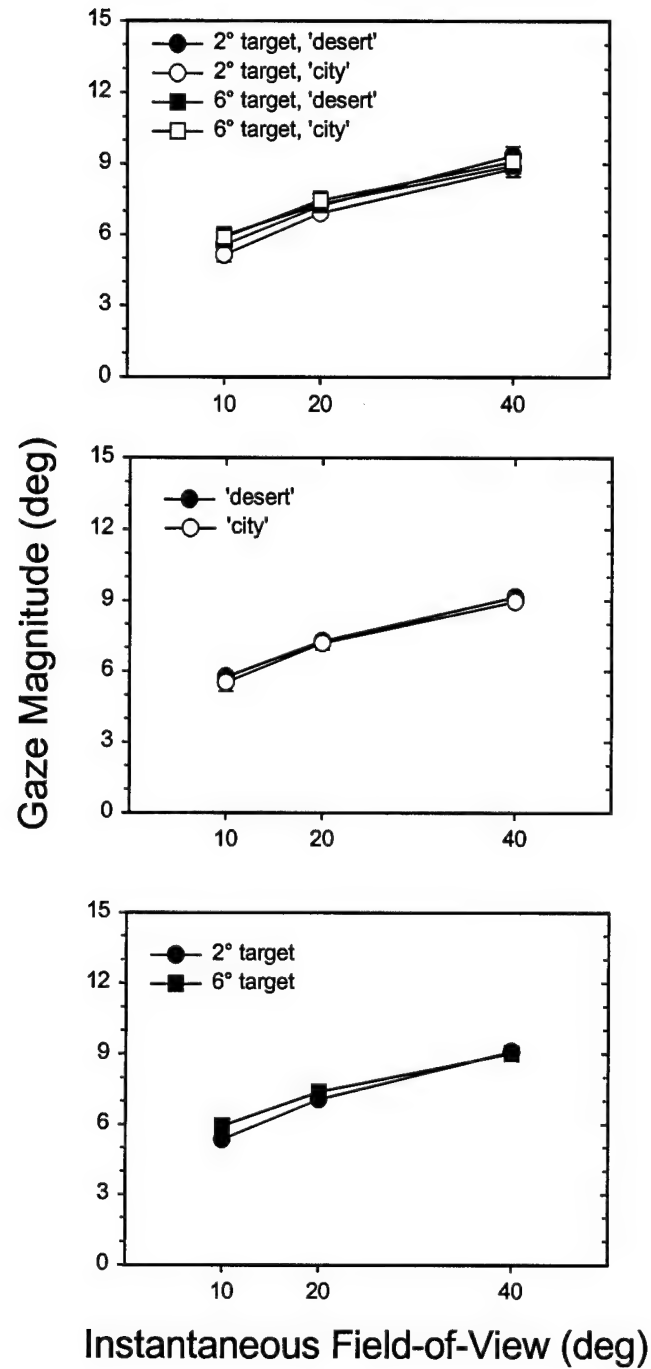 15
12
9
6
3
0
2° target, 'desert'
2° target, 'city'
6° target, 'desert'
6° target, 'city'
10 20 40
Gaze Magnitude (deg)
15
12
9
6
3
0
'desert'
'city'
10 20 40
15
12
9
6
3
0
2° target
6° target
10 20 40
Instantaneous Field-of-View (deg)